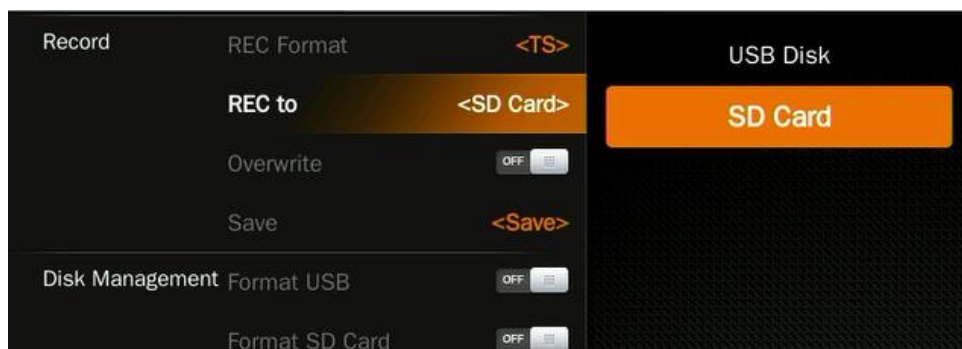 Record REC Format <TS>
USB Disk
REC to <SD Card>
SD Card
Overwrite OFF
Save <Save>
Disk Management Format USB OFF
Format SD Card OFF